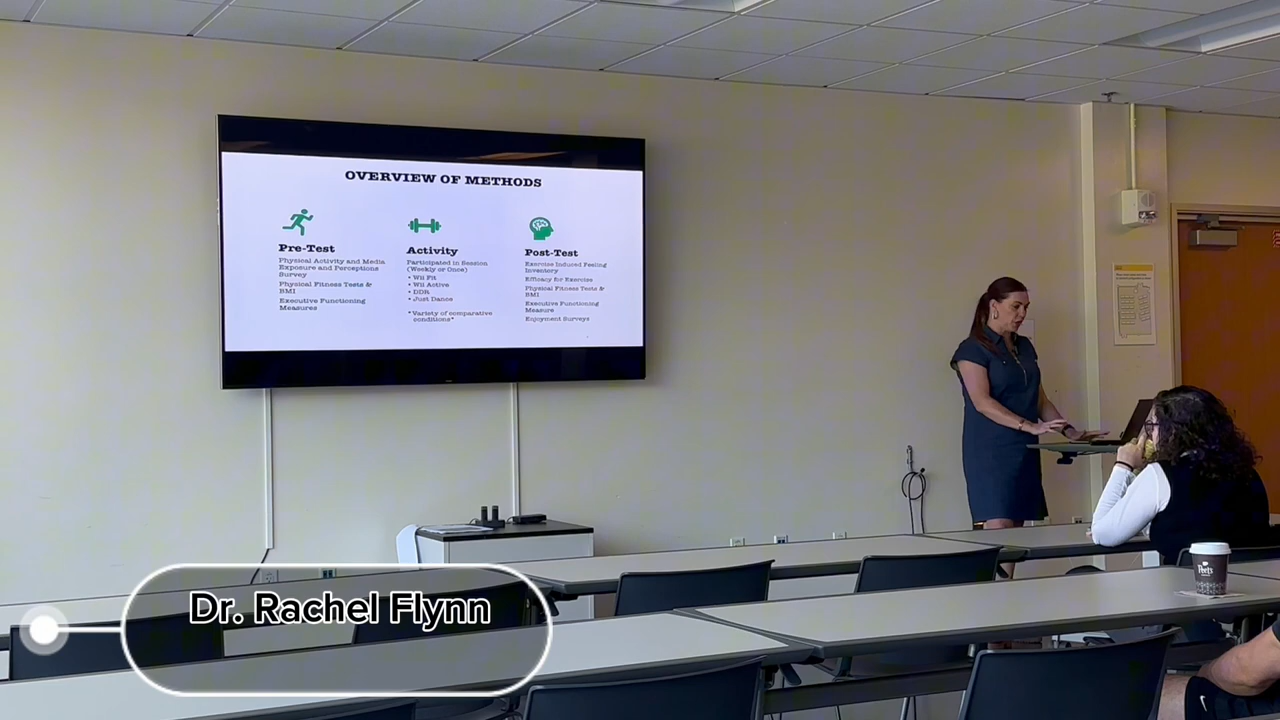 OVERVIEW OF METHODS
Pre-Test
Physical Activity and Media
Exposure and Perceptions
Survey
Physical Fitness Tests &
BMI
Executive Functioning
Measures
Activity
Participated in Session
(Weekly or Once)
• Wii Fit
• Wii Active
• DDR
• Just Dance
*Variety of comparative
conditions*
Post-Test
Exercise Induced Feeling
Inventory
Efficacy for Exercise
Physical Fitness Tests &
BMI
Executive Functioning
Measure
Enjoyment Surveys
Peet's
Dr. Rachel Flynn